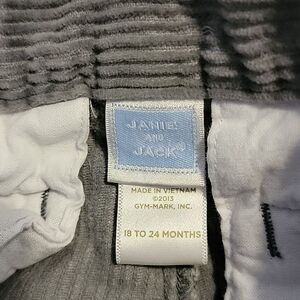 JANIE
AND
JACK®
MADE IN VIETNAM
©2013
GYM-MARK, INC.
18 TO 24 MONTHS